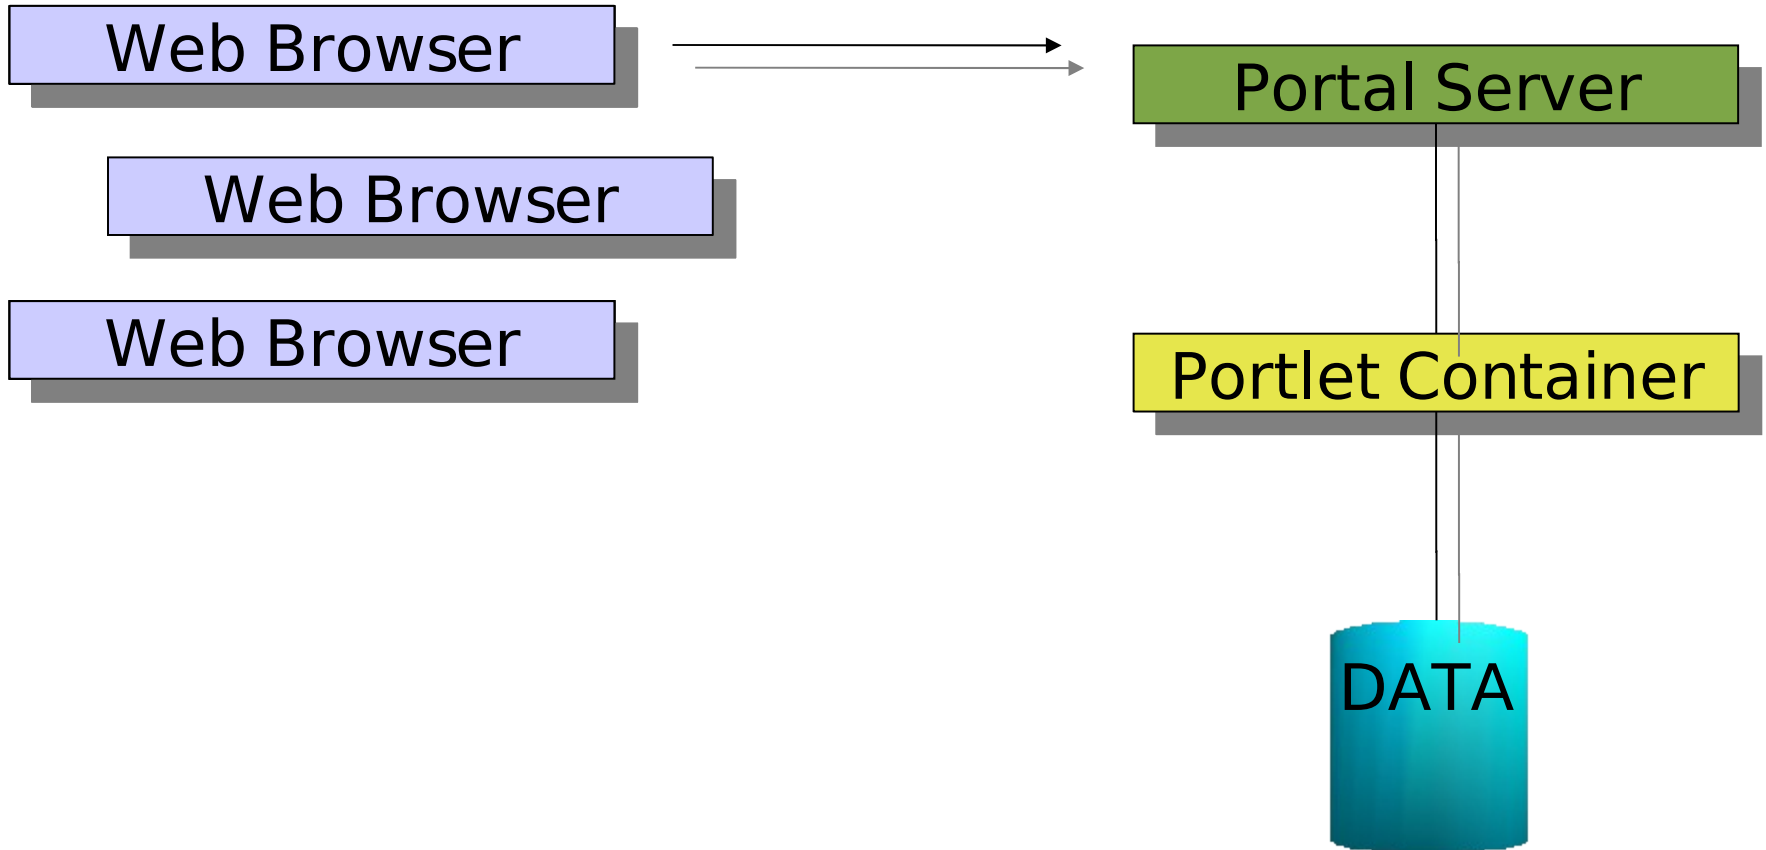 Web Browser
Portal Server
Web Browser
Web Browser
Portlet Container
DATA